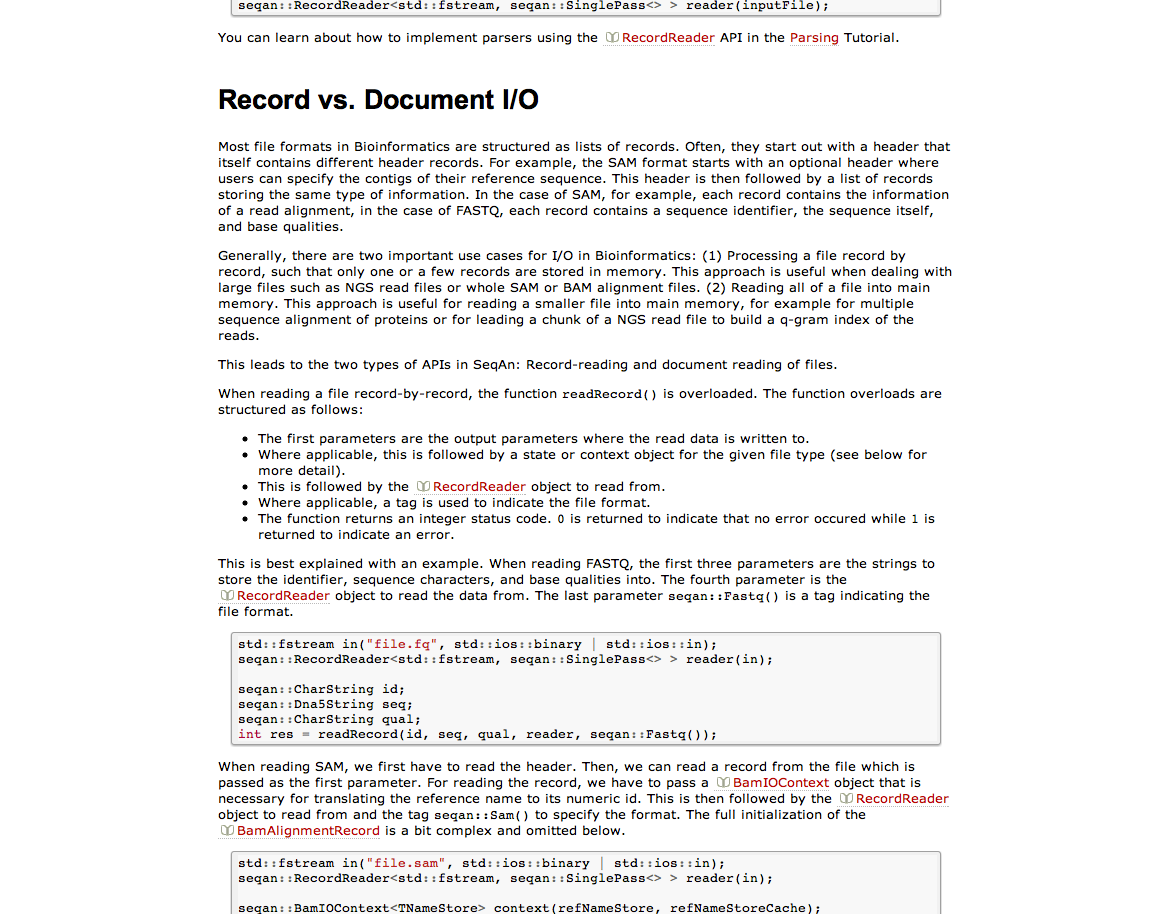 seqan::RecordReader<std::fstream, seqan::SinglePass<> > reader(inputFile);
You can learn about how to implement parsers using the RecordReader API in the Parsing Tutorial.
Record vs. Document I/O
Most file formats in Bioinformatics are structured as lists of records. Often, they start out with a header that
itself contains different header records. For example, the SAM format starts with an optional header where
users can specify the contigs of their reference sequence. This header is then followed by a list of records
storing the same type of information. In the case of SAM, for example, each record contains the information
of a read alignment, in the case of FASTQ, each record contains a sequence identifier, the sequence itself,
and base qualities.
Generally, there are two important use cases for I/O in Bioinformatics: (1) Processing a file record by
record, such that only one or a few records are stored in memory. This approach is useful when dealing with
large files such as NGS read files or whole SAM or BAM alignment files. (2) Reading all of a file into main
memory. This approach is useful for reading a smaller file into main memory, for example for multiple
sequence alignment of proteins or for leading a chunk of a NGS read file to build a q-gram index of the
reads.
This leads to the two types of APIs in SeqAn: Record-reading and document reading of files.
When reading a file record-by-record, the function readRecord() is overloaded. The function overloads are
structured as follows:
• The first parameters are the output parameters where the read data is written to.
• Where applicable, this is followed by a state or context object for the given file type (see below for
more detail).
• This is followed by the RecordReader object to read from.
• Where applicable, a tag is used to indicate the file format.
• The function returns an integer status code. 0 is returned to indicate that no error occured while 1 is
returned to indicate an error.
This is best explained with an example. When reading FASTQ, the first three parameters are the strings to
store the identifier, sequence characters, and base qualities into. The fourth parameter is the
RecordReader object to read the data from. The last parameter seqan::Fastq() is a tag indicating the
file format.
std::fstream in("file.fq", std::ios::binary | std::ios::in);
seqan::RecordReader<std::fstream, seqan::SinglePass<> > reader(in);
seqan::CharString id;
seqan::Dna5String seq;
seqan::CharString qual;
int res = readRecord(id, seq, qual, reader, seqan::Fastq());
When reading SAM, we first have to read the header. Then, we can read a record from the file which is
passed as the first parameter. For reading the record, we have to pass a BamIOContext object that is
necessary for translating the reference name to its numeric id. This is then followed by the RecordReader
object to read from and the tag seqan::Sam() to specify the format. The full initialization of the
BamAlignmentRecord is a bit complex and omitted below.
std::fstream in("file.sam", std::ios::binary | std::ios::in);
seqan::RecordReader<std::fstream, seqan::SinglePass<> > reader(in);
seqan::BamIOContext<TNameStore> context(refNameStore, refNameStoreCache);